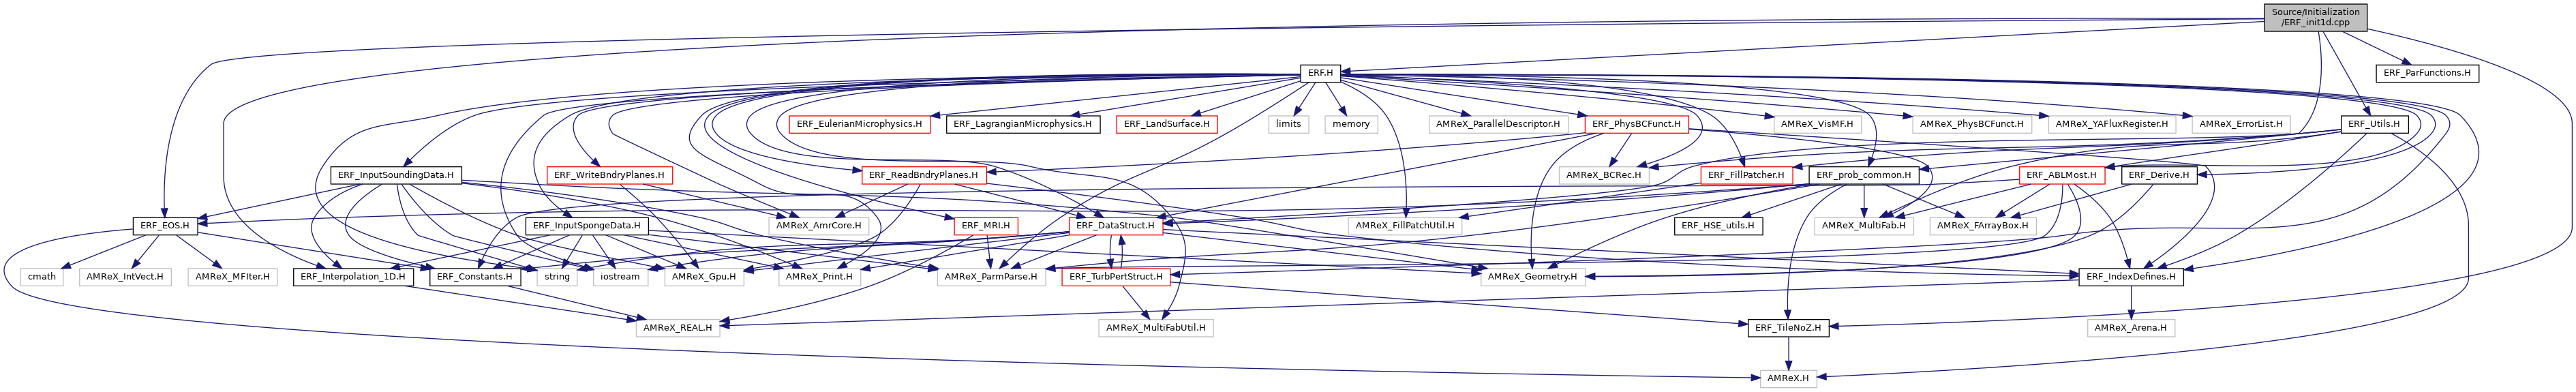 Source/Initialization
/ERF_init1d.cpp
ERF.H
ERF_ParFunctions.H
ERF_EulerianMicrophysics.H
ERF_LagrangianMicrophysics.H
ERF_LandSurface.H
limits
memory
AMReX_ParallelDescriptor.H
ERF_PhysBCFunct.H
AMReX_VisMF.H
AMReX_PhysBCFunct.H
AMReX_YAFluxRegister.H
AMReX_ErrorList.H
ERF_Utils.H
ERF_InputSoundingData.H
ERF_WriteBndryPlanes.H
ERF_ReadBndryPlanes.H
AMReX_BCRec.H
ERF_FillPatcher.H
ERF_prob_common.H
ERF_ABLMost.H
ERF_Derive.H
ERF_EOS.H
ERF_InputSpongeData.H
AMReX_AmrCore.H
ERF_MRI.H
ERF_DataStruct.H
AMReX_FillPatchUtil.H
ERF_HSE_utils.H
AMReX_MultiFab.H
AMReX_FArrayBox.H
cmath
AMReX_IntVect.H
AMReX_MFIter.H
ERF_Interpolation_1D.H
ERF_Constants.H
string
iostream
AMReX_Gpu.H
AMReX_Print.H
AMReX_ParmParse.H
ERF_TurbPertStruct.H
AMReX_Geometry.H
ERF_IndexDefines.H
AMReX_REAL.H
AMReX_MultiFabUtil.H
ERF_TileNoZ.H
AMReX_Arena.H
AMReX.H